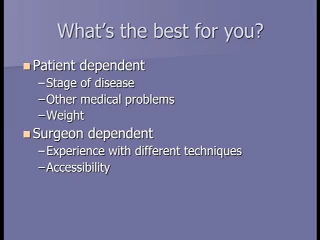 What's the best for you?
Patient dependent
–Stage of disease
–Other medical problems
–Weight
Surgeon dependent
–Experience with different techniques
–Accessibility